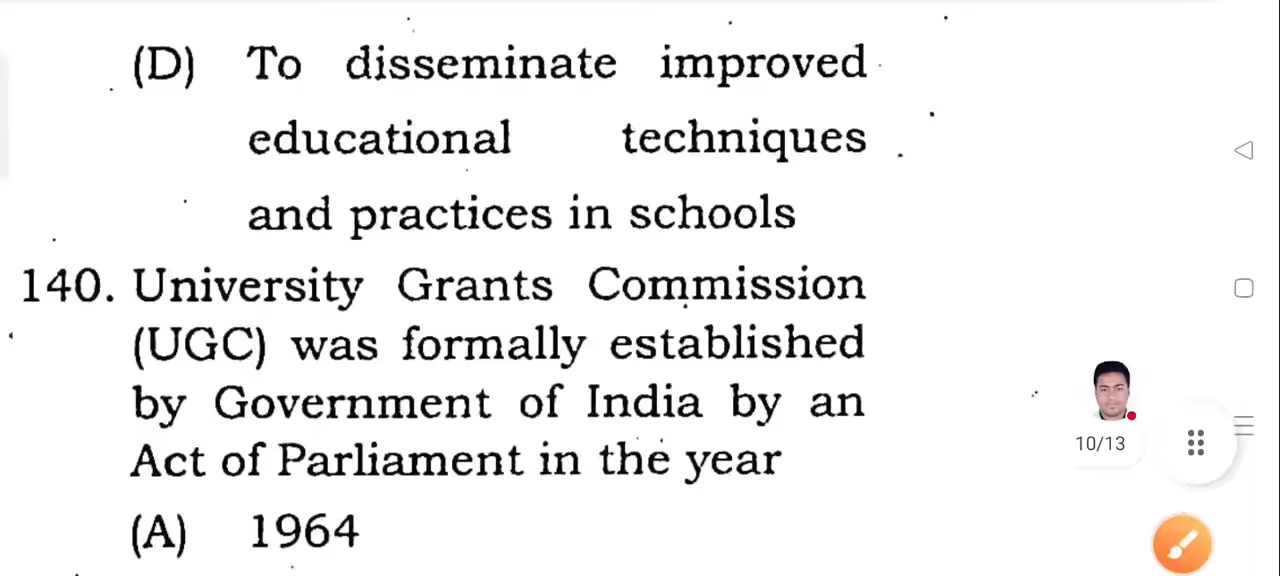 (D) To disseminate improved
educational techniques
and practices in schools
140. University Grants Commission
(UGC) was formally established
by Government of India by an
Act of Parliament in the year
(A) 1964
10/13